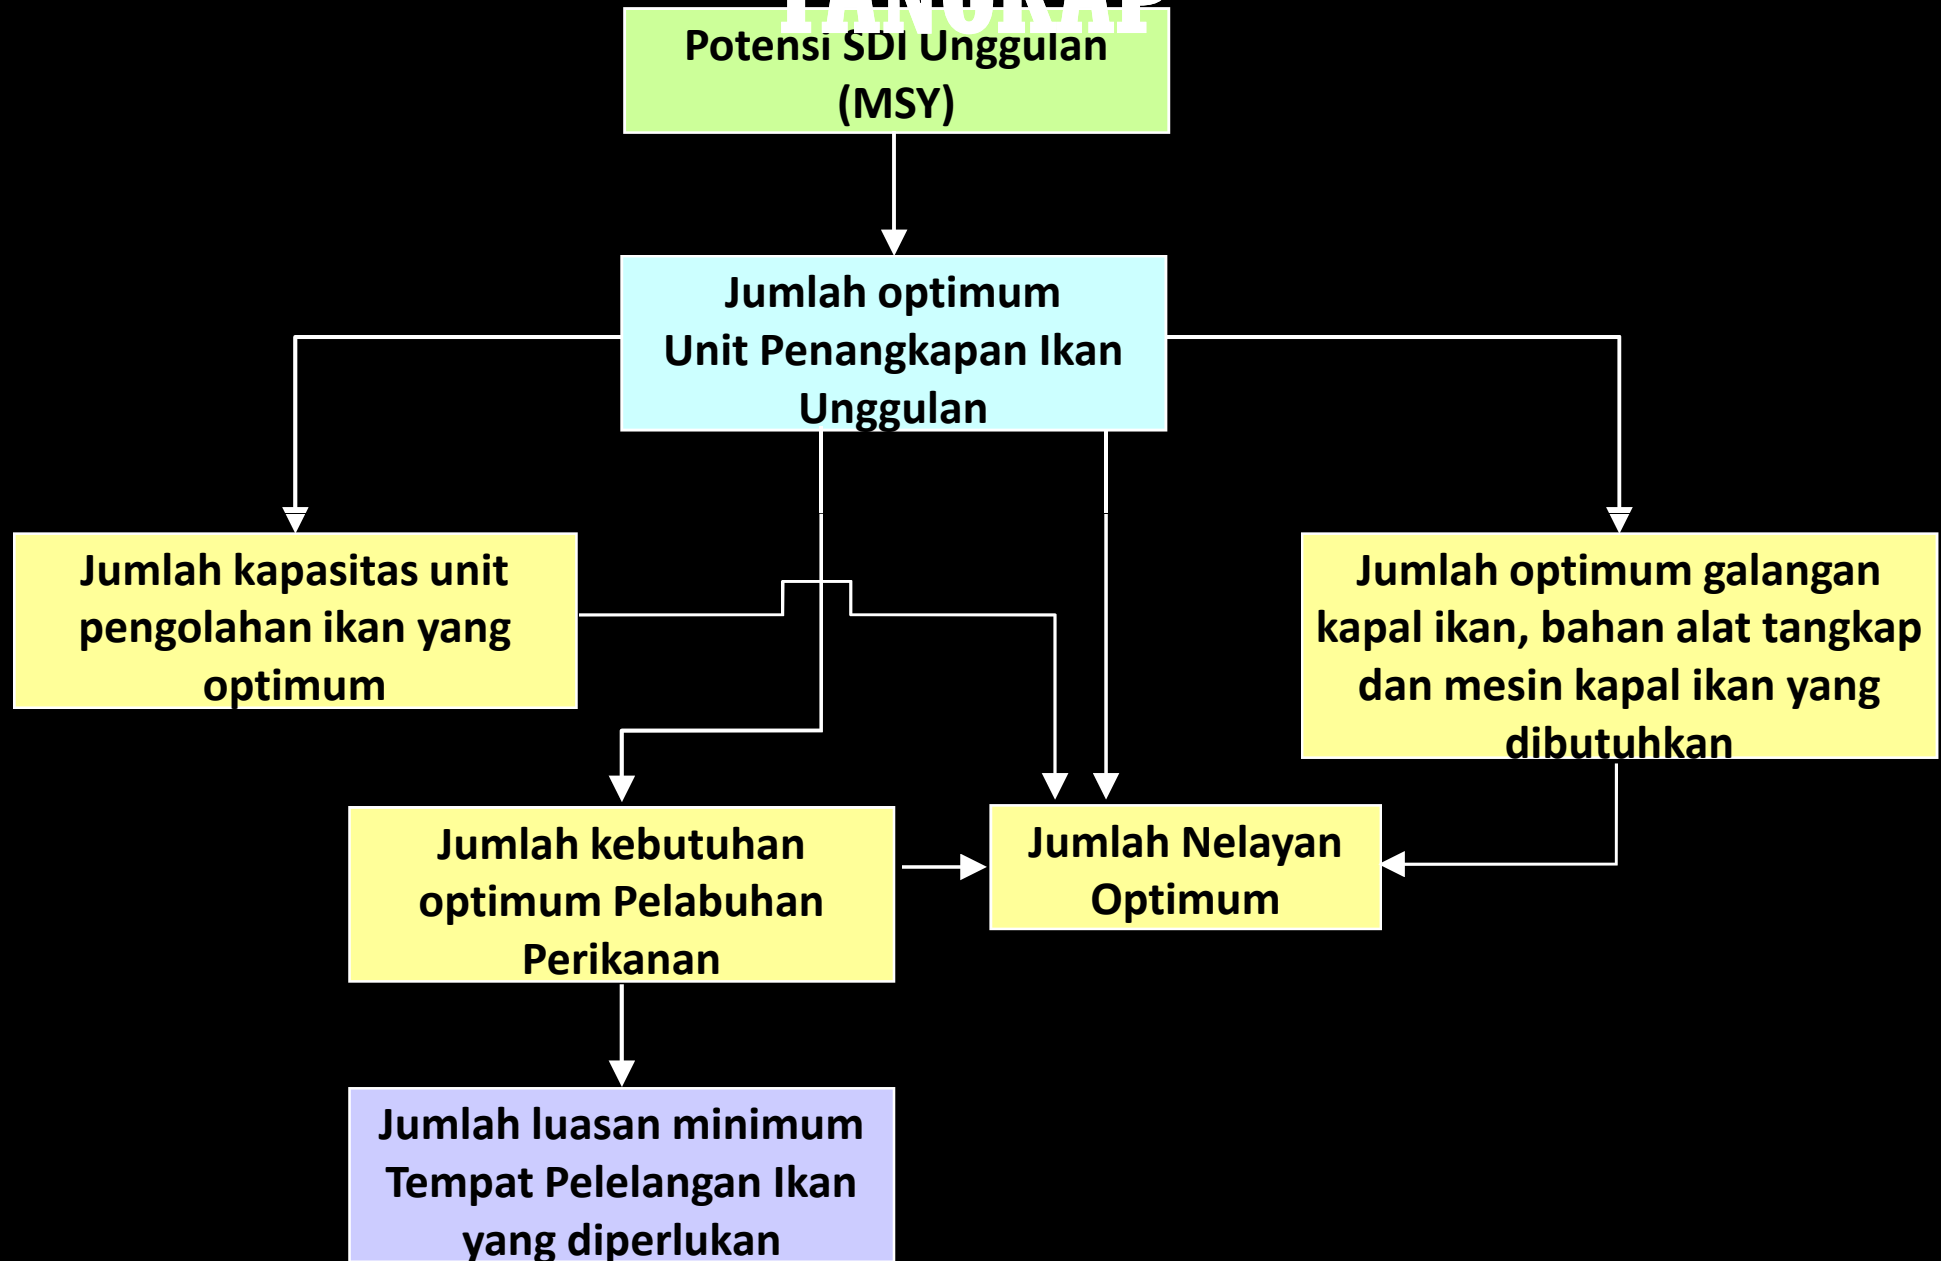 TANGKAP
Potensi SDI Unggulan
(MSY)
Jumlah optimum
Unit Penangkapan Ikan
Unggulan
Jumlah kapasitas unit
pengolahan ikan yang
optimum
Jumlah optimum galangan
kapal ikan, bahan alat tangkap
dan mesin kapal ikan yang
dibutuhkan
Jumlah kebutuhan
optimum Pelabuhan
Perikanan
Jumlah Nelayan
Optimum
Jumlah luasan minimum
Tempat Pelelangan Ikan
yang diperlukan